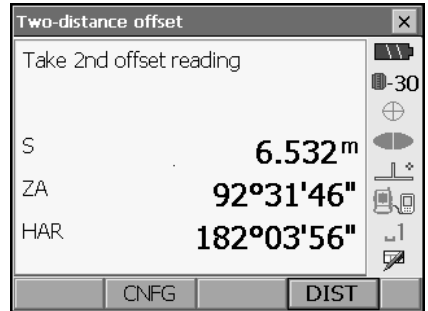 Two-distance offset
Take 2nd offset reading
-30
S 6.532 m
ZA 92°31'46"
HAR 182°03'56"
1
CNFG DIST